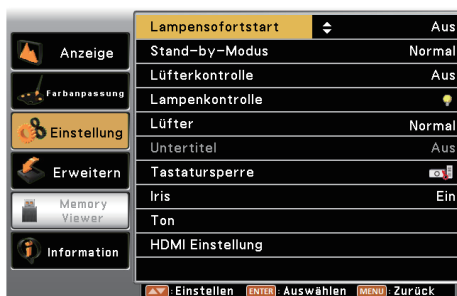 Anzeige
Farbanpassung
Einstellung
Erweitern
Memory
Viewer
Information
Lampensofortstart Aus
Stand-by-Modus Normal
Lüfterkontrolle Aus
Lampenkontrolle
Lüfter Normal
Untertitel Aus
Tastatursperre
Iris Ein
Ton
HDMI Einstellung
:Einstellen ENTER:Auswählen MENU:Zurück